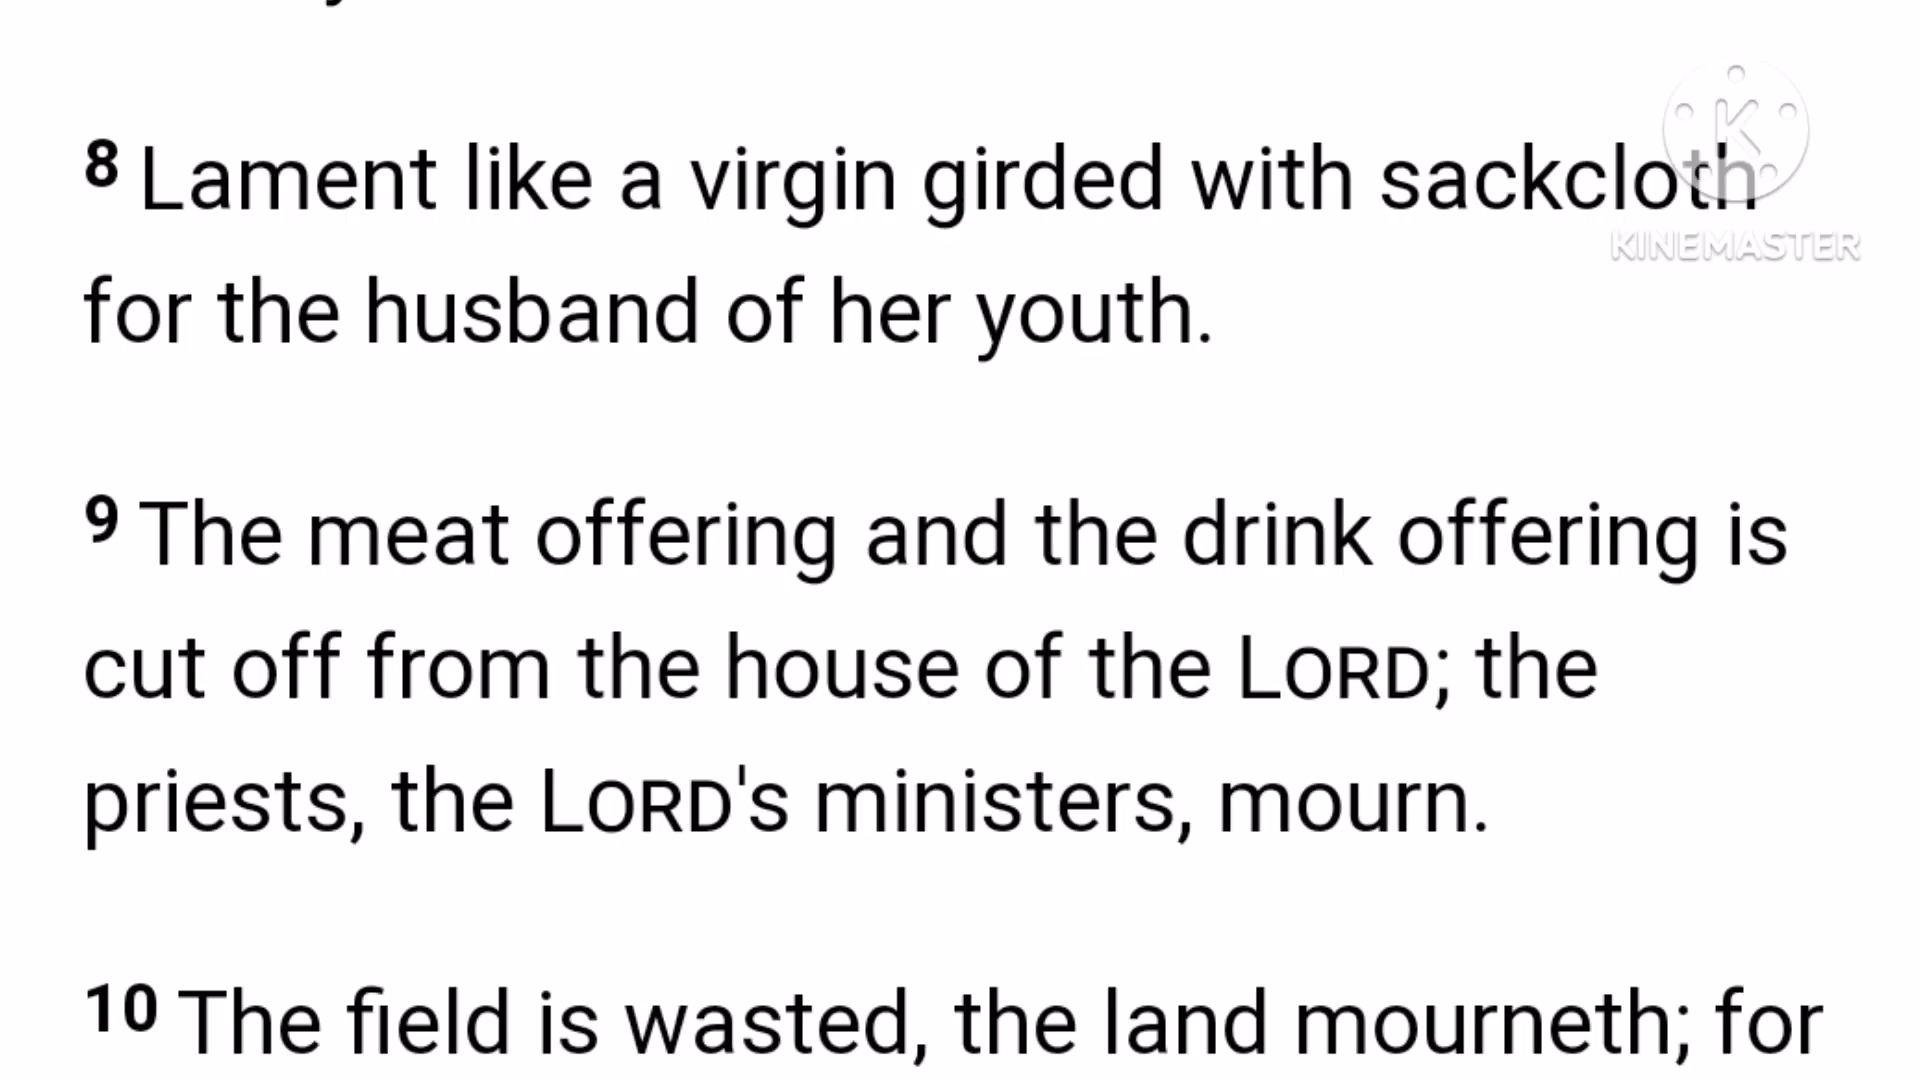 8 Lament like a virgin girded with sackcloth
KINEMASTER
for the husband of her youth.
9 The meat offering and the drink offering is
cut off from the house of the LORD; the
priests, the LORD's ministers, mourn.
10 The field is wasted, the land mourneth; for